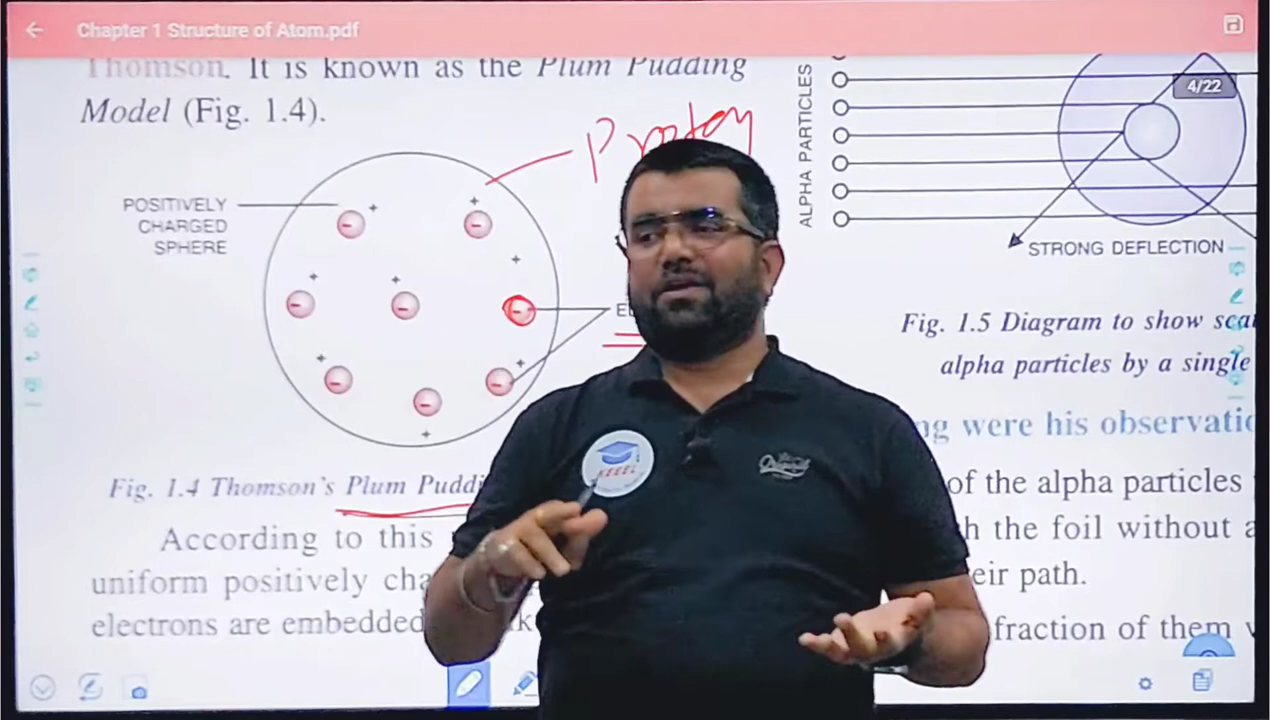 Chapter 1 Structure of Atom.pdf
Thomson. It is known as the Plum Pudding
Model (Fig. 1.4).
POSITIVELY
CHARGED
SPHERE
Fig. 1.4 Thomson's Plum Puddi
According to this
uniform positively cha
electrons are embedded
ALPHA PARTICLES
4/22
STRONG DEFLECTION
Fig. 1.5 Diagram to show sca
alpha particles by a single
ng were his observatio
of the alpha particles
h the foil without a
eir path.
fraction of them
KEEEL
Original